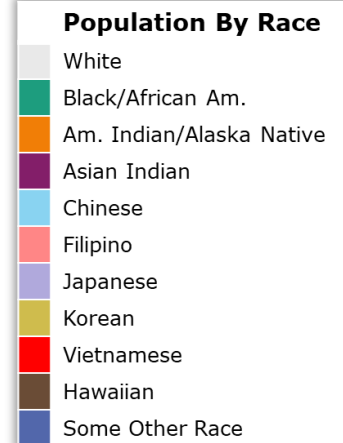 Population By Race
White
Black/African Am.
Am. Indian/Alaska Native
Asian Indian
Chinese
Filipino
Japanese
Korean
Vietnamese
Hawaiian
Some Other Race